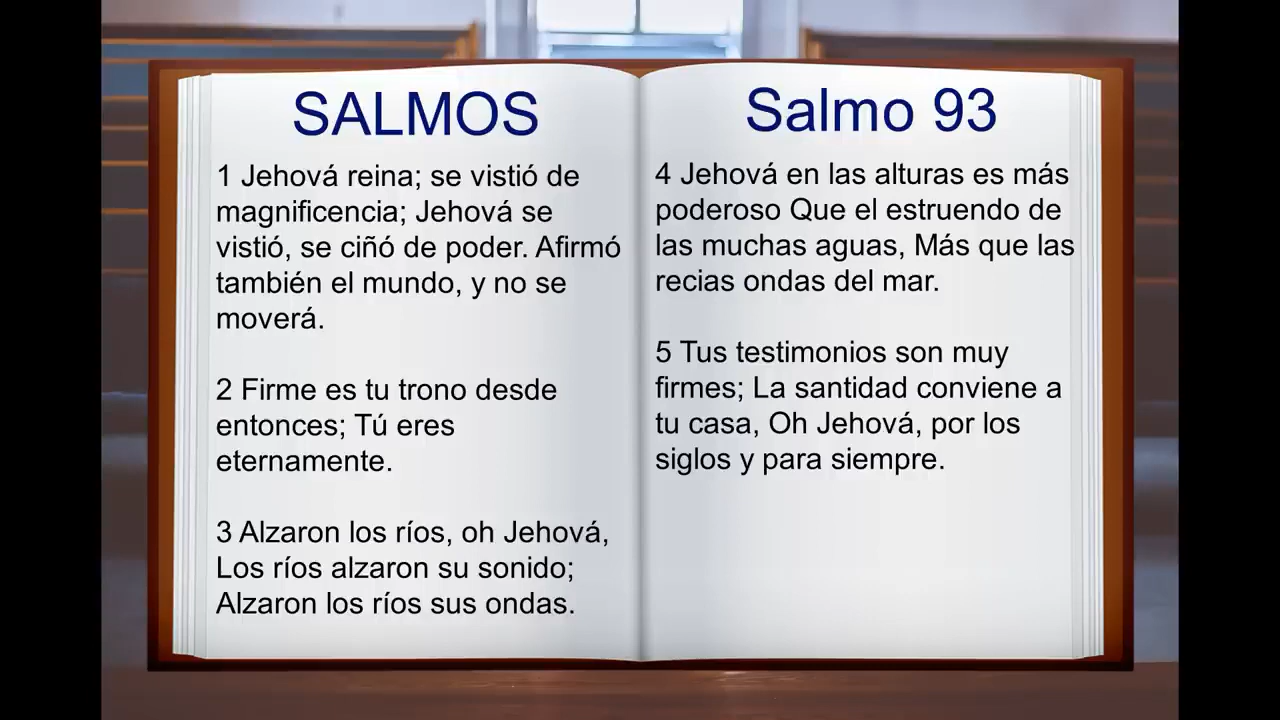 SALMOS
1 Jehová reina; se vistió de
magnificencia; Jehová se
vistió, se ciñó de poder. Afirmó
también el mundo, y no se
moverá.
2 Firme es tu trono desde
entonces; Tú eres
eternamente.
3 Alzaron los ríos, oh Jehová,
Los ríos alzaron su sonido;
Alzaron los ríos sus ondas.
Salmo 93
4 Jehová en las alturas es más
poderoso Que el estruendo de
las muchas aguas, Más que las
recias ondas del mar.
5 Tus testimonios son muy
firmes; La santidad conviene a
tu casa, Oh Jehová, por los
siglos y para siempre.